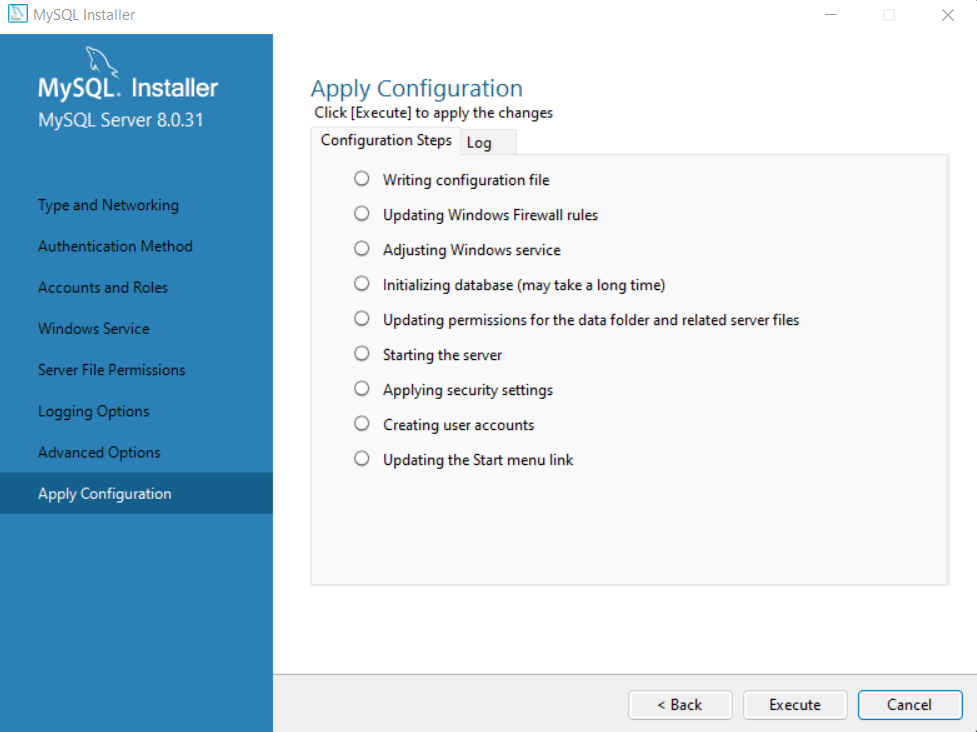 MySQL Installer
MySQL. Installer
MySQL Server 8.0.31
Type and Networking
Authentication Method
Accounts and Roles
Windows Service
Server File Permissions
Logging Options
Advanced Options
Apply Configuration
Apply Configuration
Click [Execute] to apply the changes
Configuration Steps Log
Writing configuration file
Updating Windows Firewall rules
Adjusting Windows service
Initializing database (may take a long time)
Updating permissions for the data folder and related server files
Starting the server
Applying security settings
Creating user accounts
Updating the Start menu link
< Back Execute Cancel